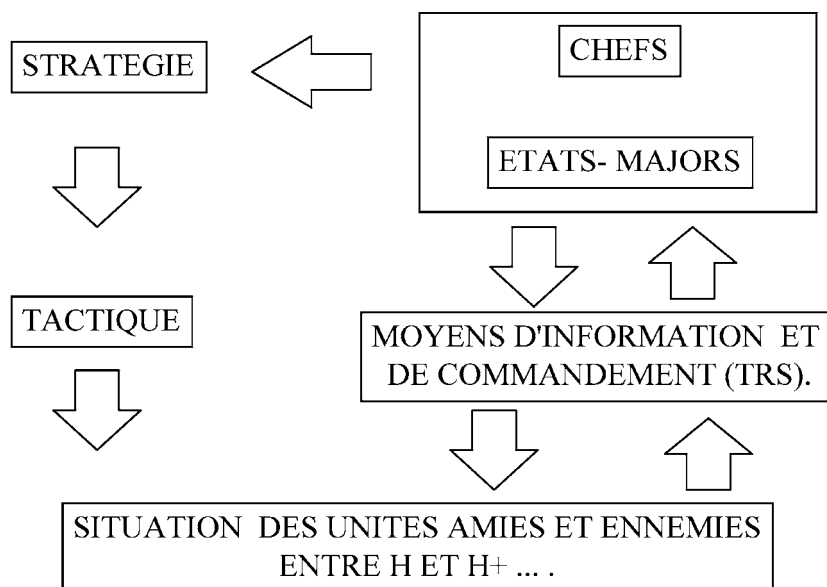 STRATEGIE
CHEFS
ETATS- MAJORS
TACTIQUE
MOYENS D'INFORMATION ET
DE COMMANDEMENT (TRS).
SITUATION DES UNITES AMIES ET ENNEMIES
ENTRE H ET H+ ... .